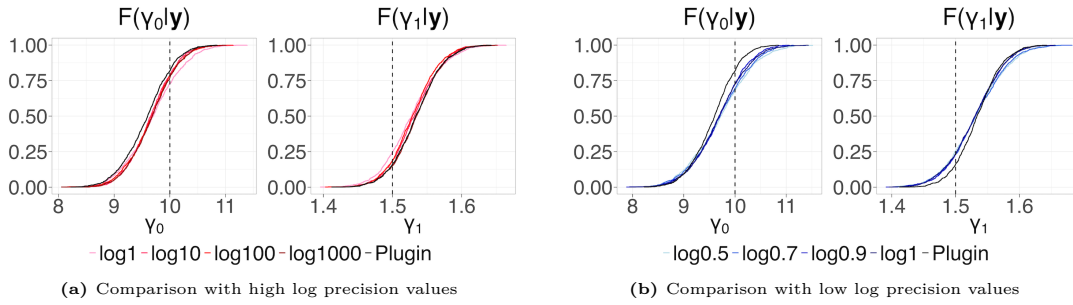 F(γ₀|y) F(γ₁|y) F(γ₀|y) F(γ₁|y)
1.00 1.00 1.00 1.00
0.75 0.75 0.75 0.75
0.50 0.50 0.50 0.50
0.25 0.25 0.25 0.25
0.00 0.00 0.00 0.00
8 9 10 11 1.4 1.5 1.6 8 9 10 11 1.4 1.5 1.6
γ₀ γ₁ γ₀ γ₁
log1 log10 log100 log1000 Plugin log0.5 log0.7 log0.9 log1 Plugin
(a) Comparison with high log precision values (b) Comparison with low log precision values